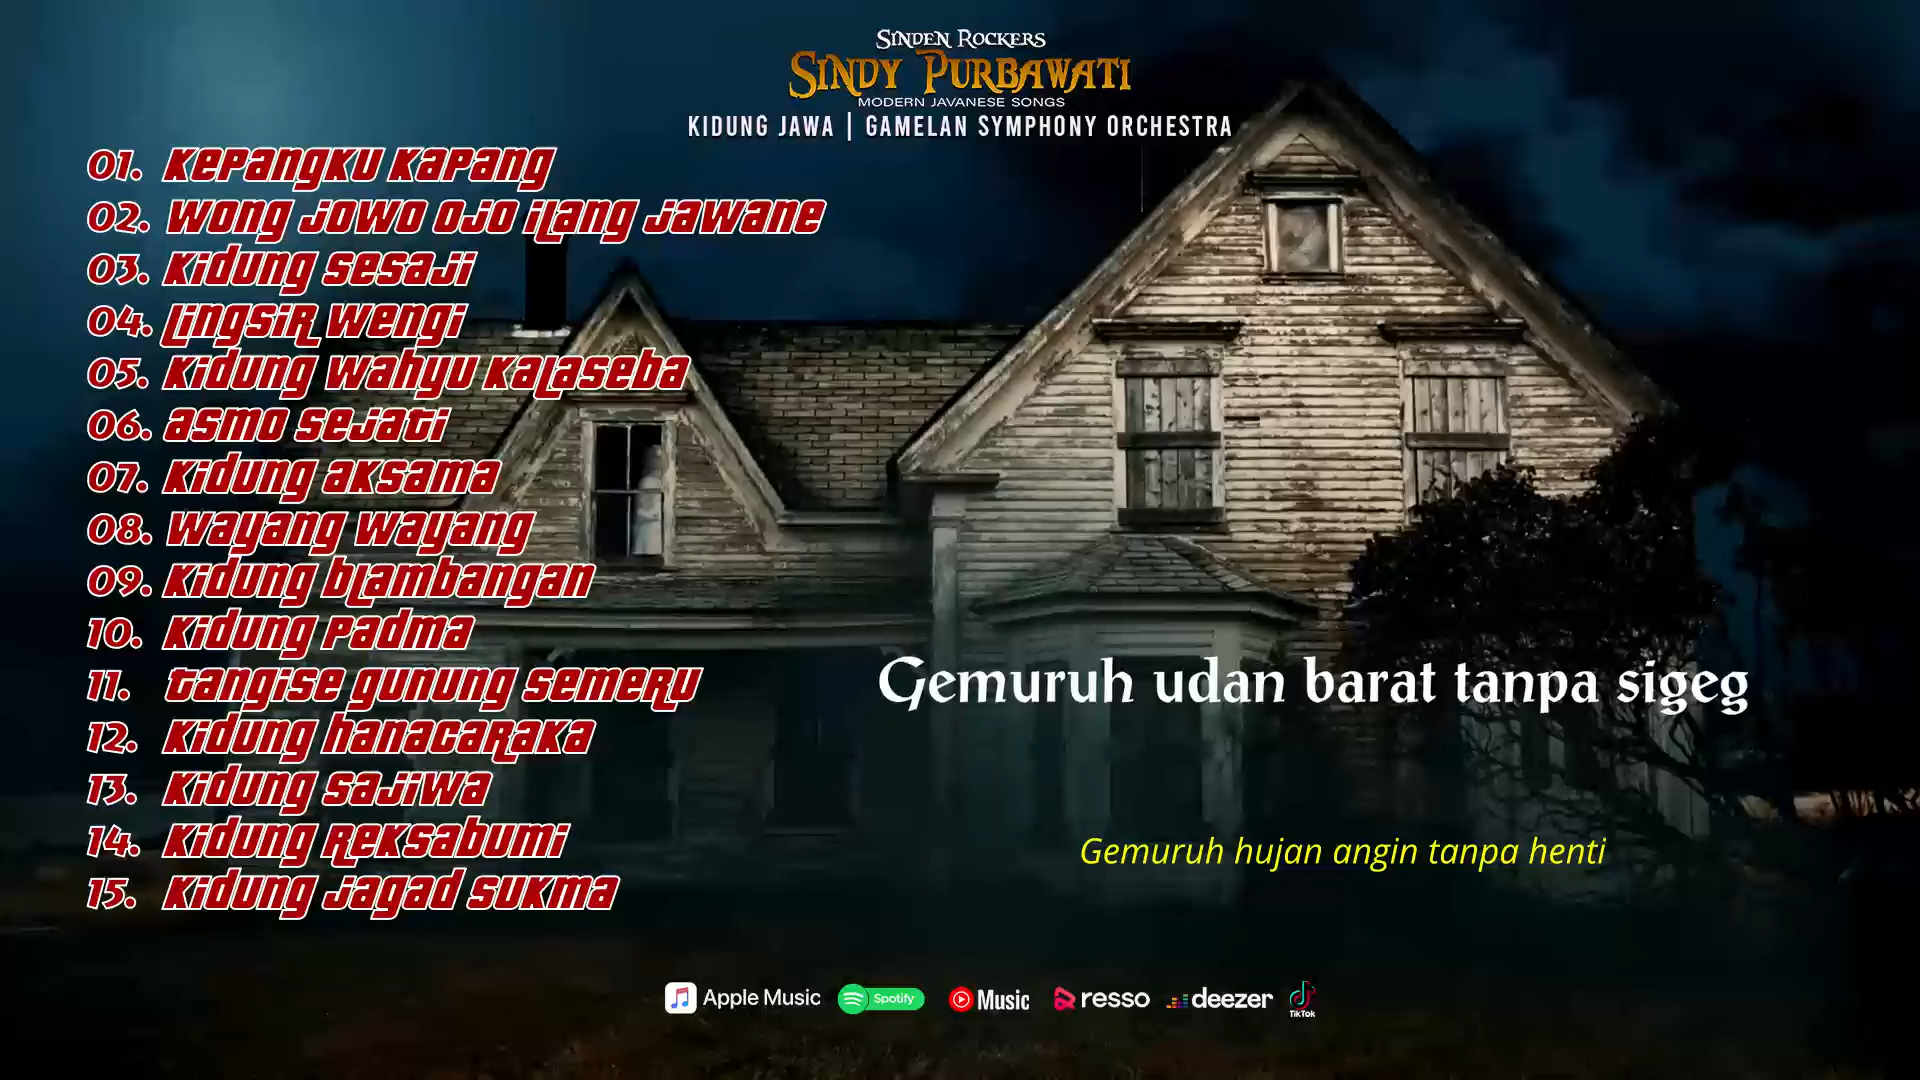 SINDEN ROCKERS
SINDY PURBAWATI
MODERN JAVANESE SONGS
KIDUNG JAWA | GAMELAN SYMPHONY ORCHESTRA
01. Kepangku Kapang
02. Wong Jowo Ojo Ilang Jawane
03. Kidung Sesaji
04. Lingsir Wengi
05. Kidung Wahyu Kalaseba
06. Asmo Sejati
07. Kidung Aksama
08. Wayang Wayang
09. Kidung Blambangan
10. Kidung Padma
11. Tangise Gunung Semeru
12. Kidung Hanacaraka
13. Kidung Sajiwa
14. Kidung Reksabumi
15. Kidung Jagad Sukma
Gemuruh udan barat tanpa sigeg
Gemuruh hujan angin tanpa henti
Apple Music Spotify Music resso deezer TikTok